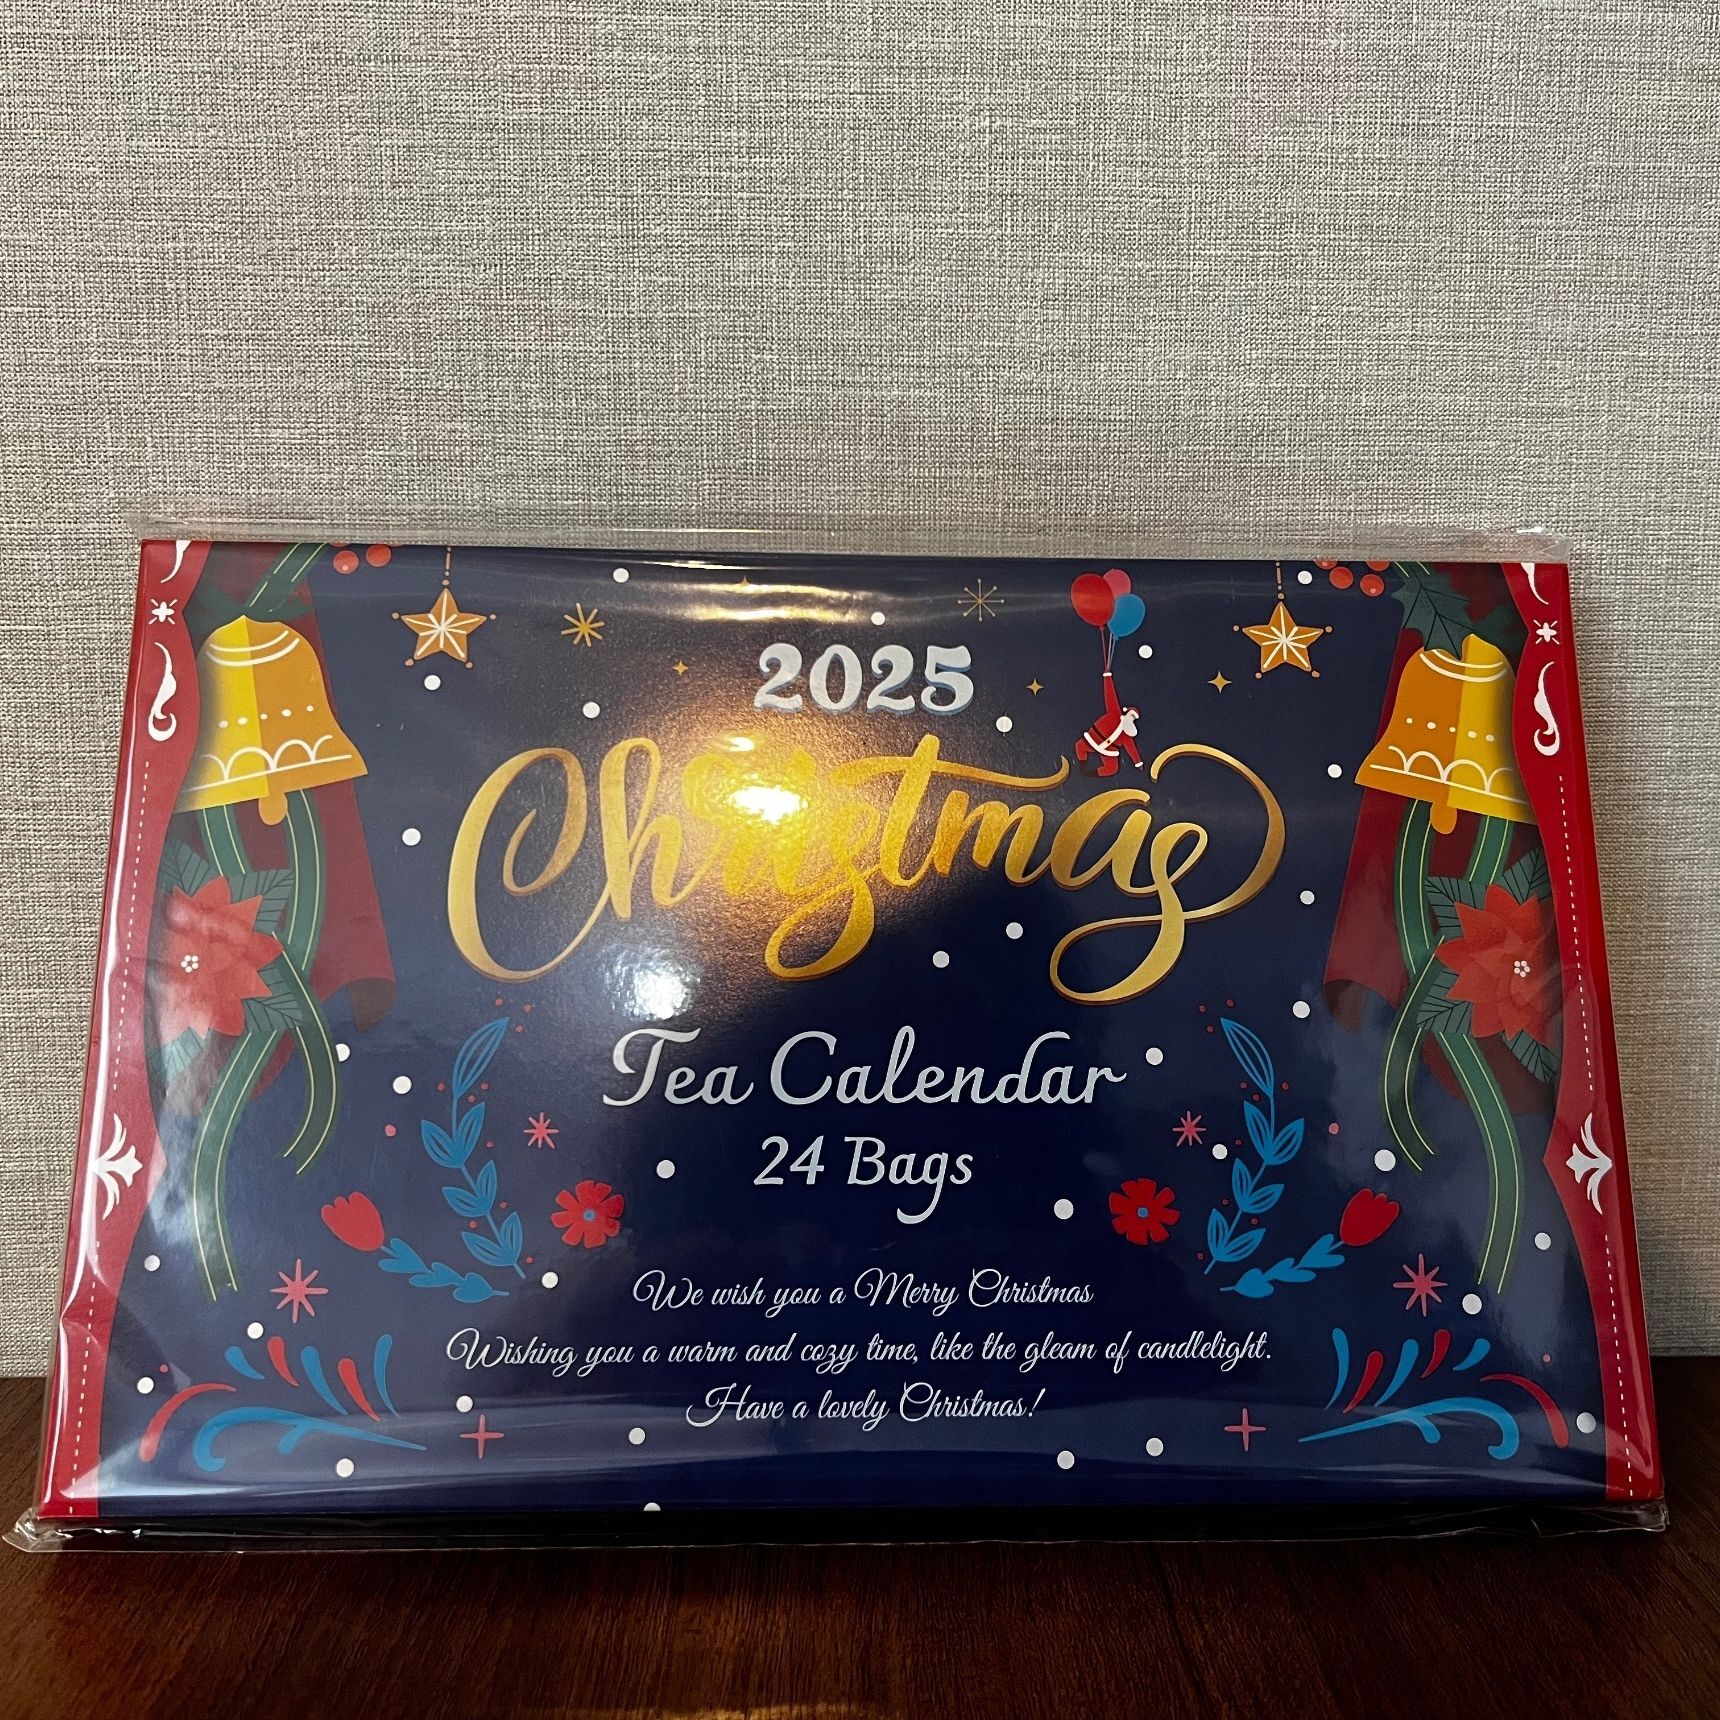 2025
Christmas
Tea Calendar
24 Bags
We wish you a Merry Christmas
Wishing you a warm and cozy time, like the gleam of candlelight.
Have a lovely Christmas!